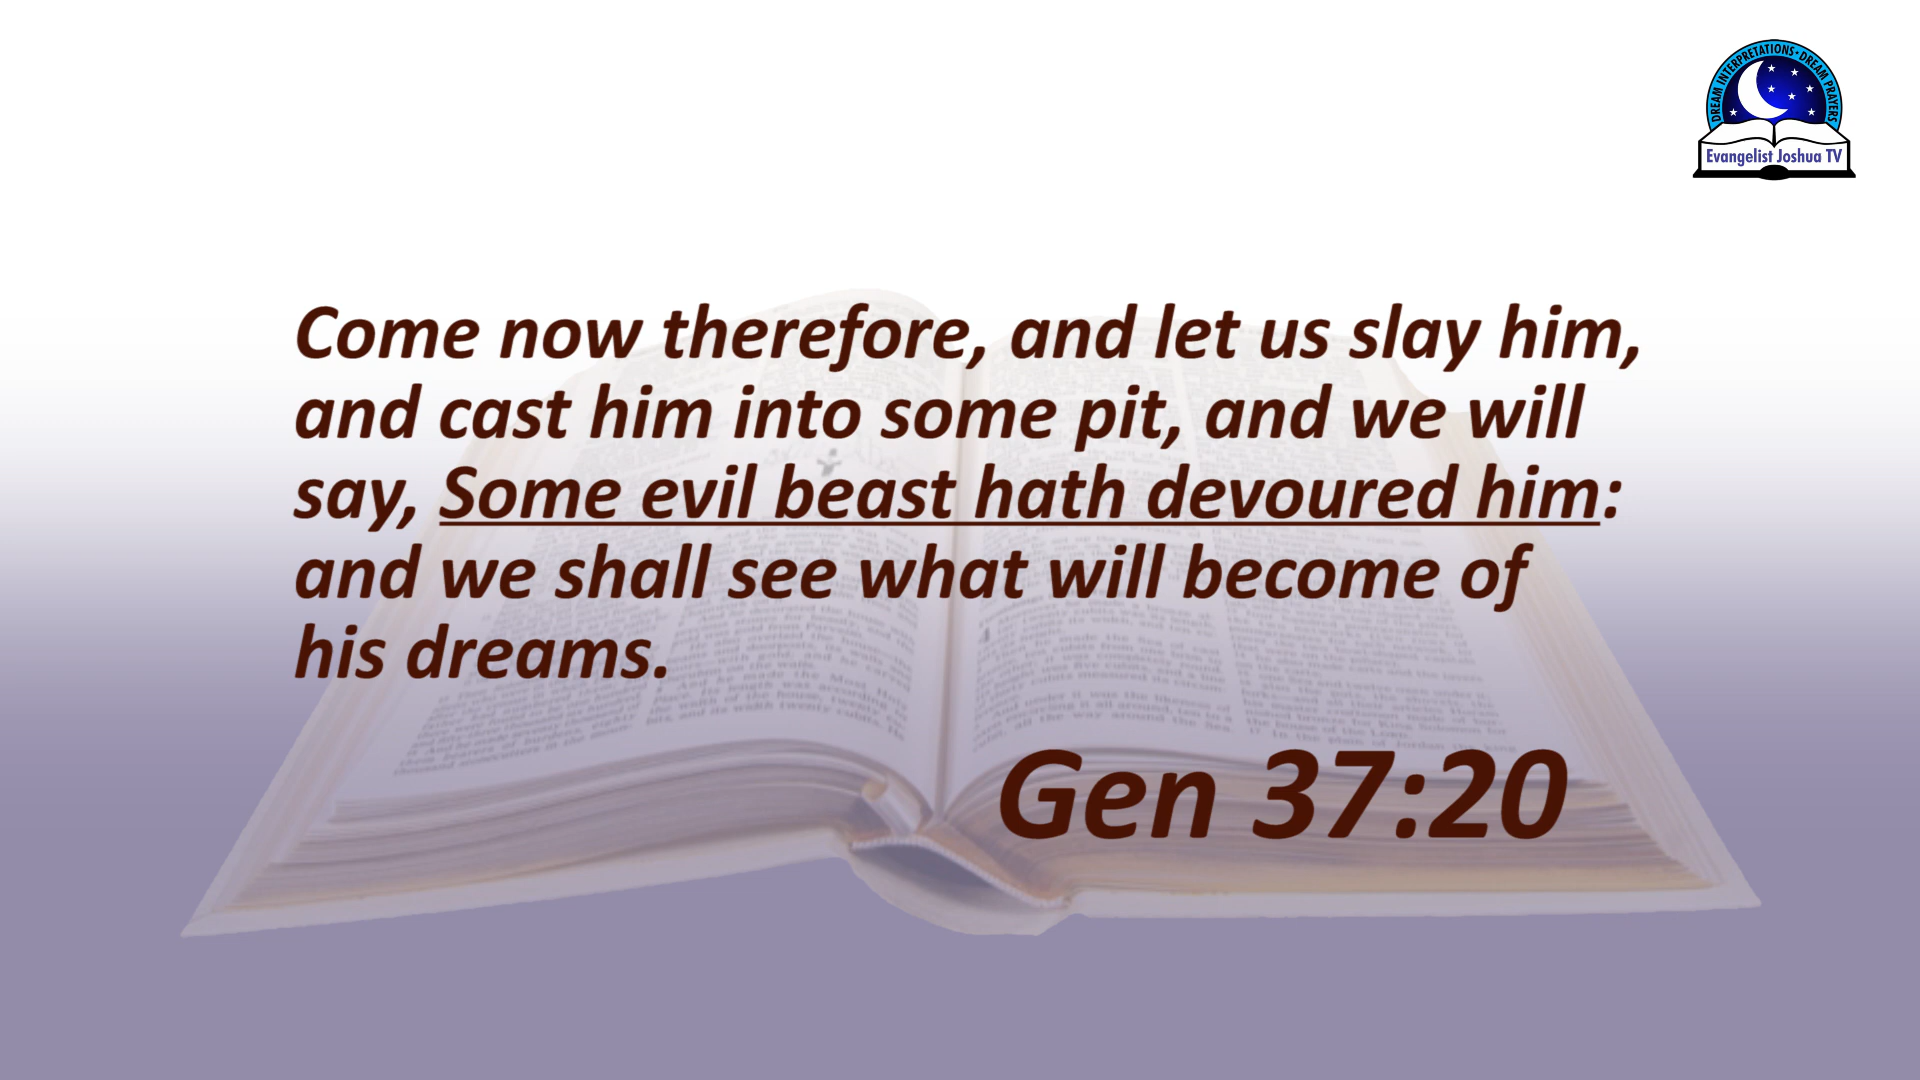 DREAM INTERPRETATIONS • DREAM PRAYERS
Evangelist Joshua TV
Come now therefore, and let us slay him,
and cast him into some pit, and we will
say, Some evil beast hath devoured him:
and we shall see what will become of
his dreams.
Gen 37:20